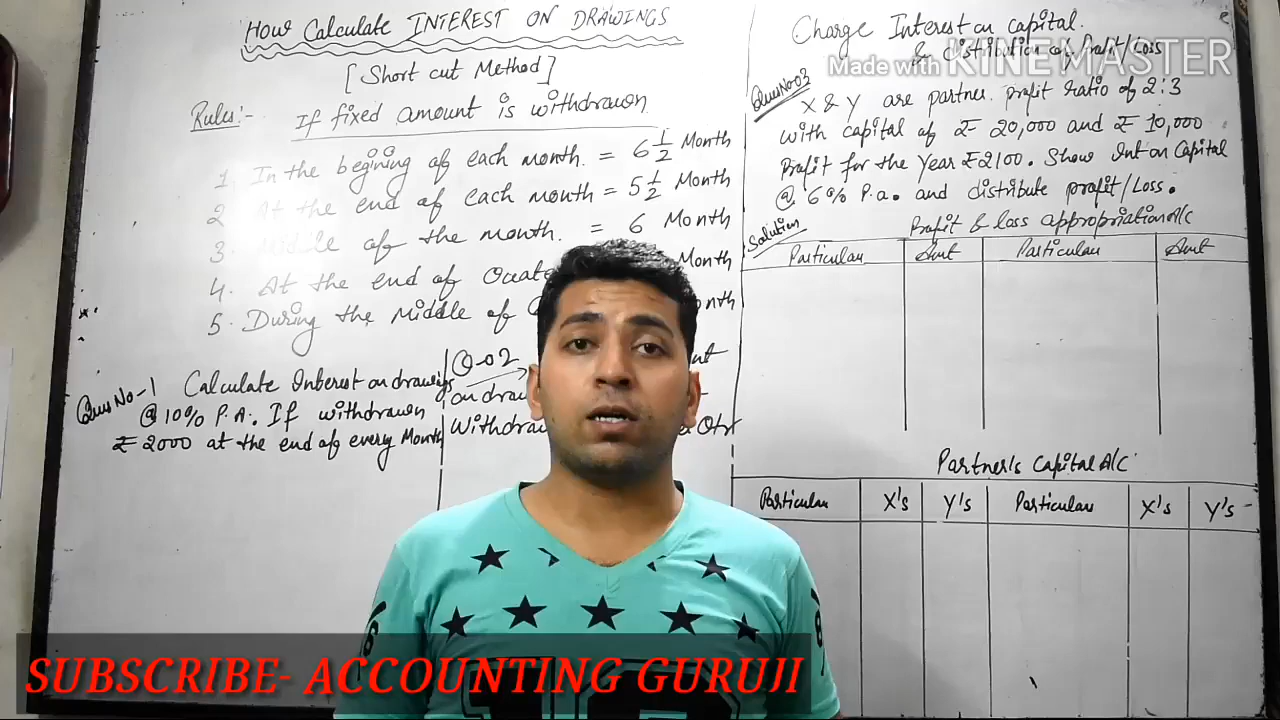 HOW Calculate INTEREST ON DRAWINGS
[Short cut Method]
Rules:- If fixed amount is withdrawn
1. In the begining of each month. = 6 1/2 Month
2. At the end of each month = 5 1/2 Month
3. Middle of the month. = 6 Month
4. At the end of Month
5. During the Middle of
Ques No-1 Calculate Interest on drawings
@ 10% P.A. If withdrawn
₹ 2000 at the end of every Month
Q-02
on
Qtr
Charge Interest on capital.
& distribution of Profit/Loss
Made with KINEMASTER
Ques No 03
X & Y are partner. profit ratio of 2:3
with capital of ₹ 20,000 and ₹ 10,000
Profit for the Year ₹ 2100. Show Int on Capital
@ 6% P.a. and distribute profit/Loss.
Solution
Profit & loss appropriation A/c
Particular Amt Particular Amt
Partner's Capital A/C
Particular X's Y's Particular X's Y's
SUBSCRIBE- ACCOUNTING GURUJI